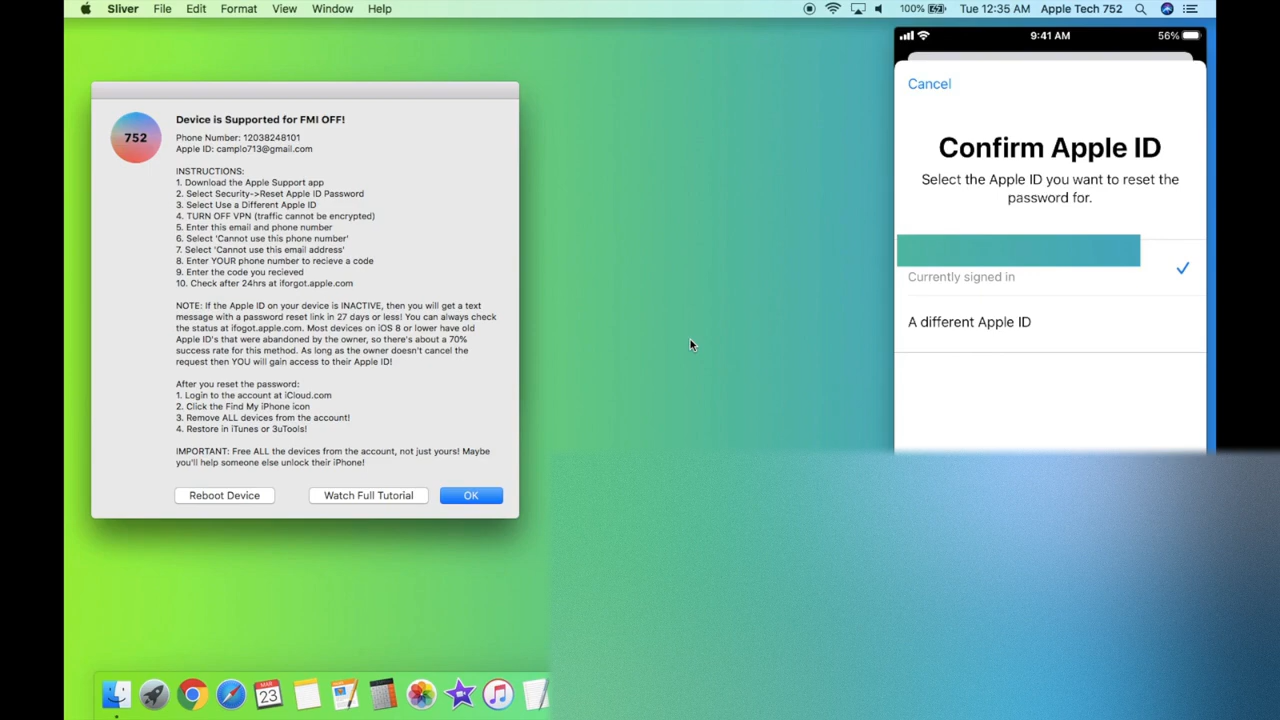 Sliver File Edit Format View Window Help
100% Tue 12:35 AM Apple Tech 752
752
Device is Supported for FMI OFF!
Phone Number: 12038248101
Apple ID: camplo713@gmail.com
INSTRUCTIONS:
1. Download the Apple Support app
2. Select Security->Reset Apple ID Password
3. Select Use a Different Apple ID
4. TURN OFF VPN (traffic cannot be encrypted)
5. Enter this email and phone number
6. Select 'Cannot use this phone number'
7. Select 'Cannot use this email address'
8. Enter YOUR phone number to recieve a code
9. Enter the code you recieved
10. Check after 24hrs at iforgot.apple.com
NOTE: If the Apple ID on your device is INACTIVE, then you will get a text
message with a password reset link in 27 days or less! You can always check
the status at ifogot.apple.com. Most devices on iOS 8 or lower have old
Apple ID's that were abandoned by the owner, so there's about a 70%
success rate for this method. As long as the owner doesn't cancel the
request then YOU will gain access to their Apple ID!
After you reset the password:
1. Login to the account at iCloud.com
2. Click the Find My iPhone icon
3. Remove ALL devices from the account!
4. Restore in iTunes or 3uTools!
IMPORTANT: Free ALL the devices from the account, not just yours! Maybe
you'll help someone else unlock their iPhone!
Reboot Device Watch Full Tutorial OK
9:41 AM 56%
Cancel
Confirm Apple ID
Select the Apple ID you want to reset the
password for.
Currently signed in
A different Apple ID
MAR
23